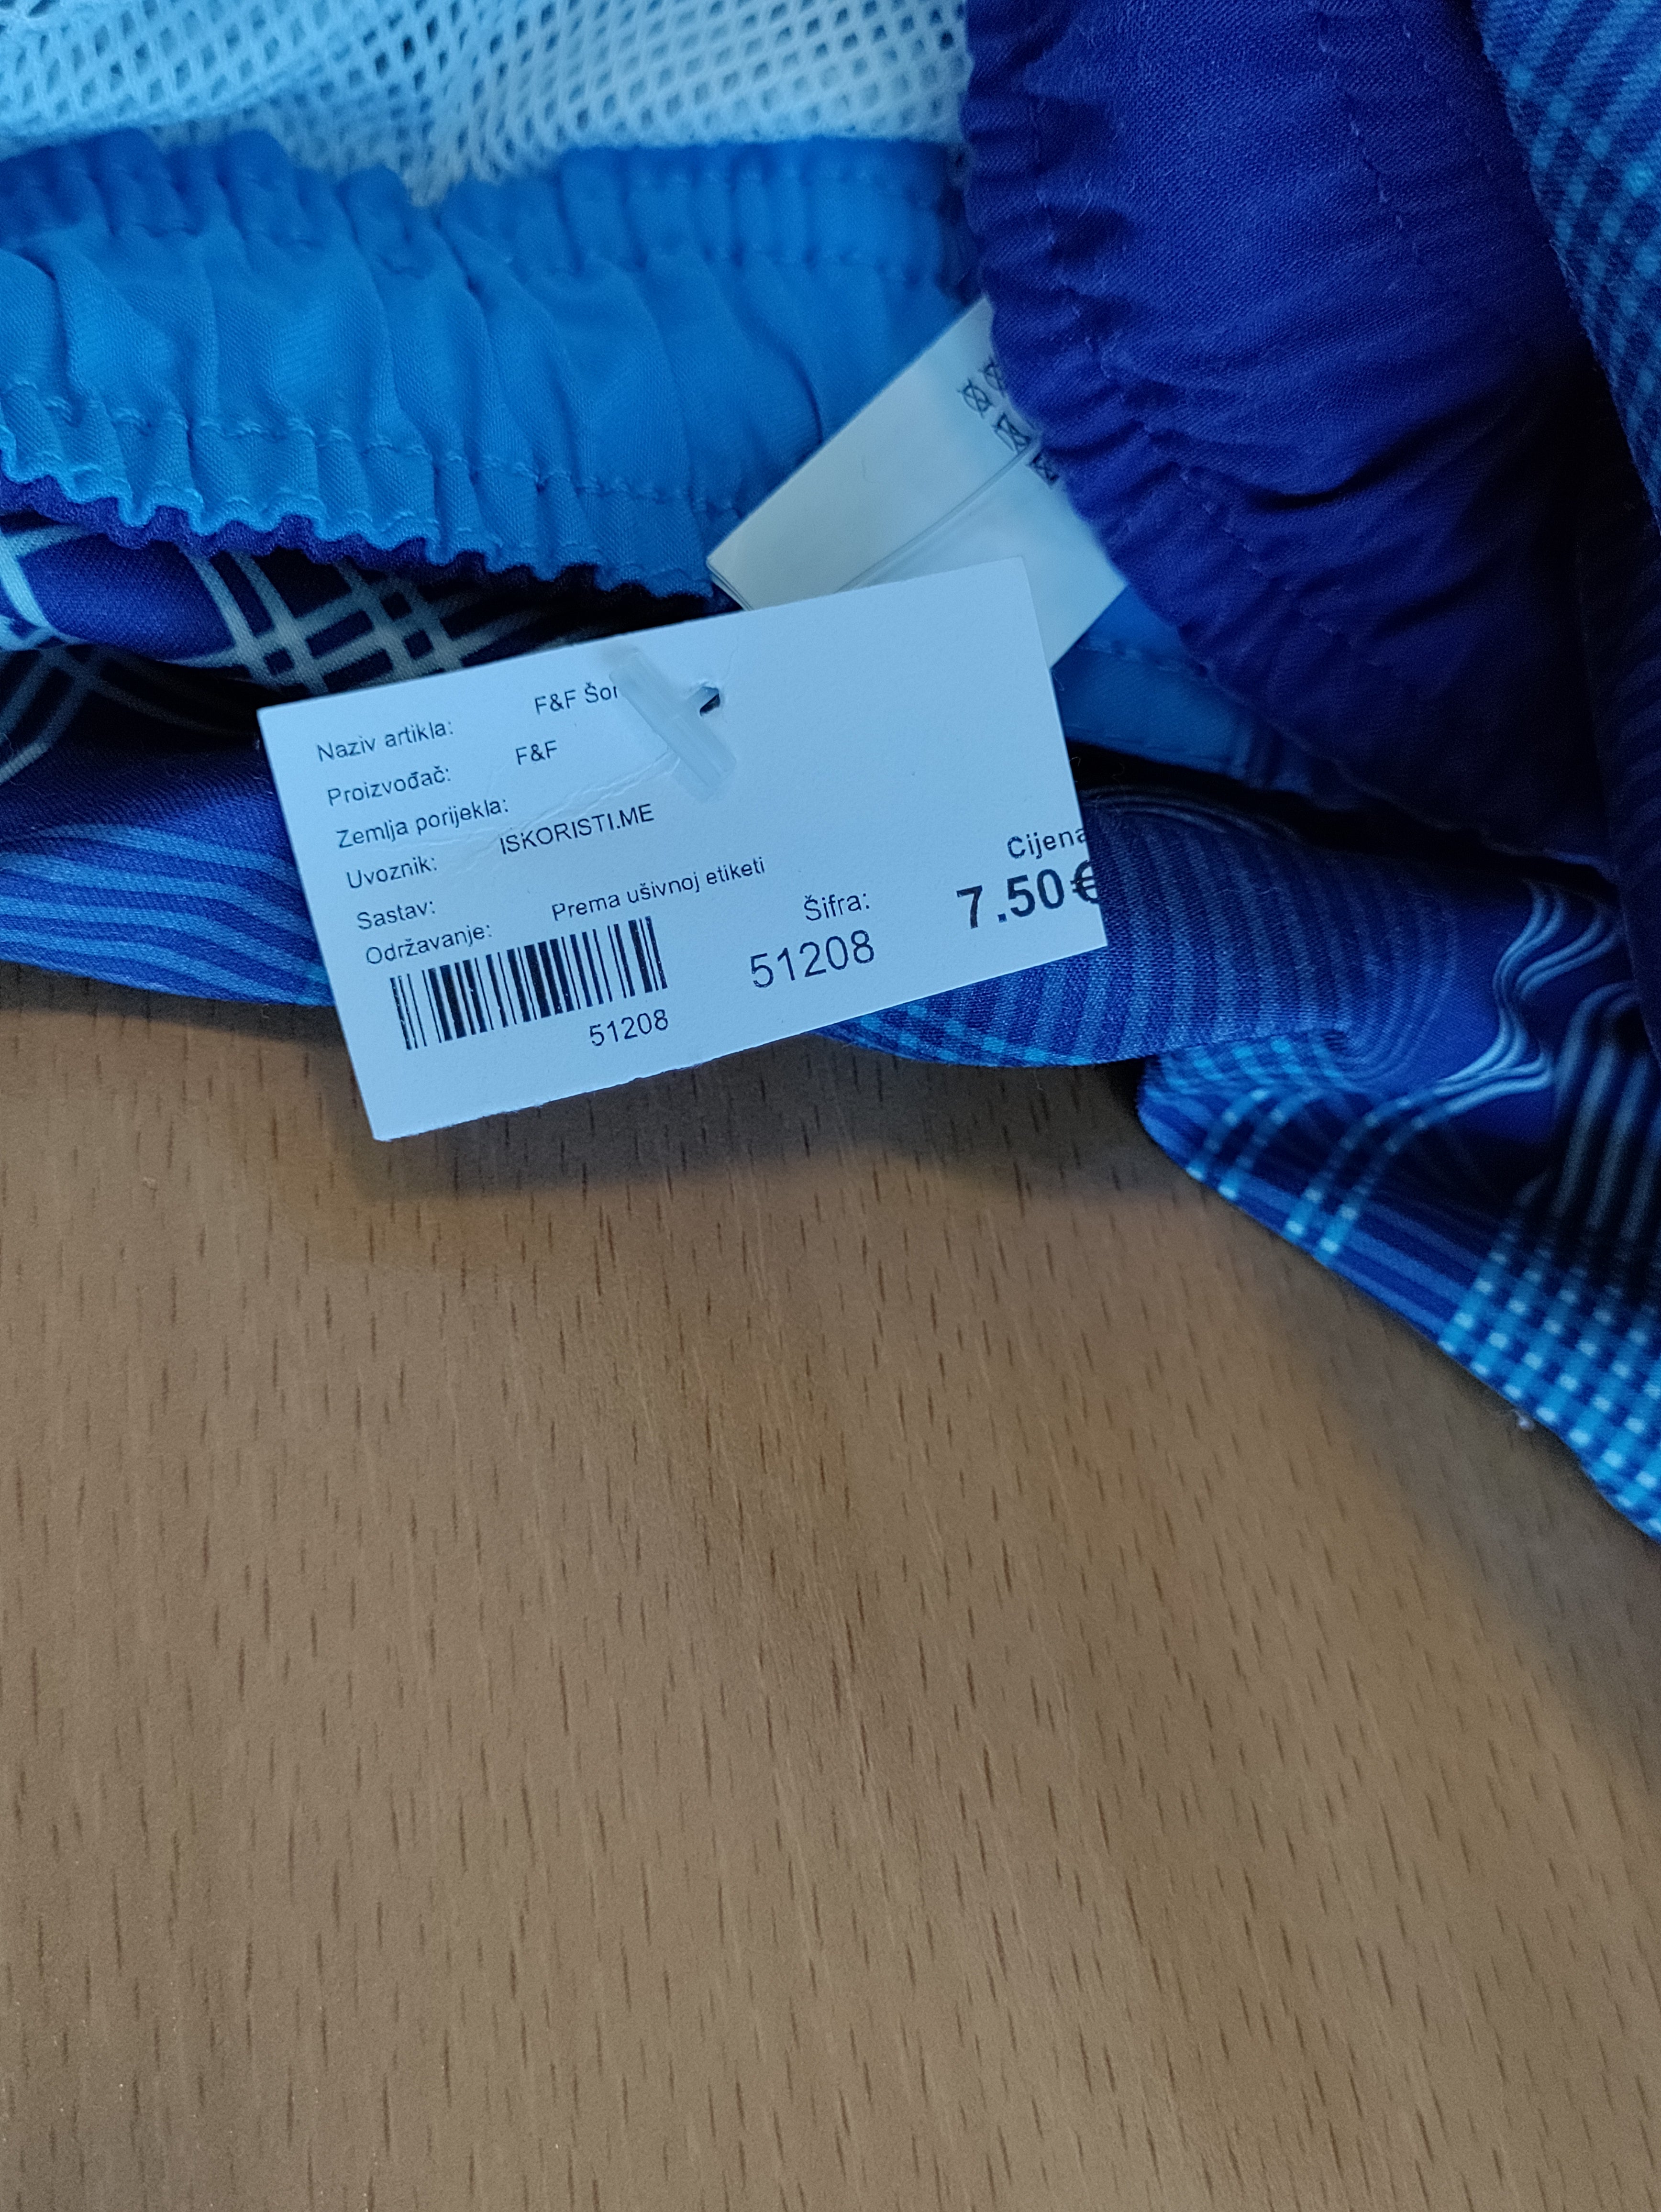 Naziv artikla: F&F Šor
Proizvođač: F&F
Zemlja porijekla:
Uvoznik: ISKORISTI.ME
Sastav:
Održavanje: Prema ušivnoj etiketi
51208
Šifra:
51208
Cijena
7.50€